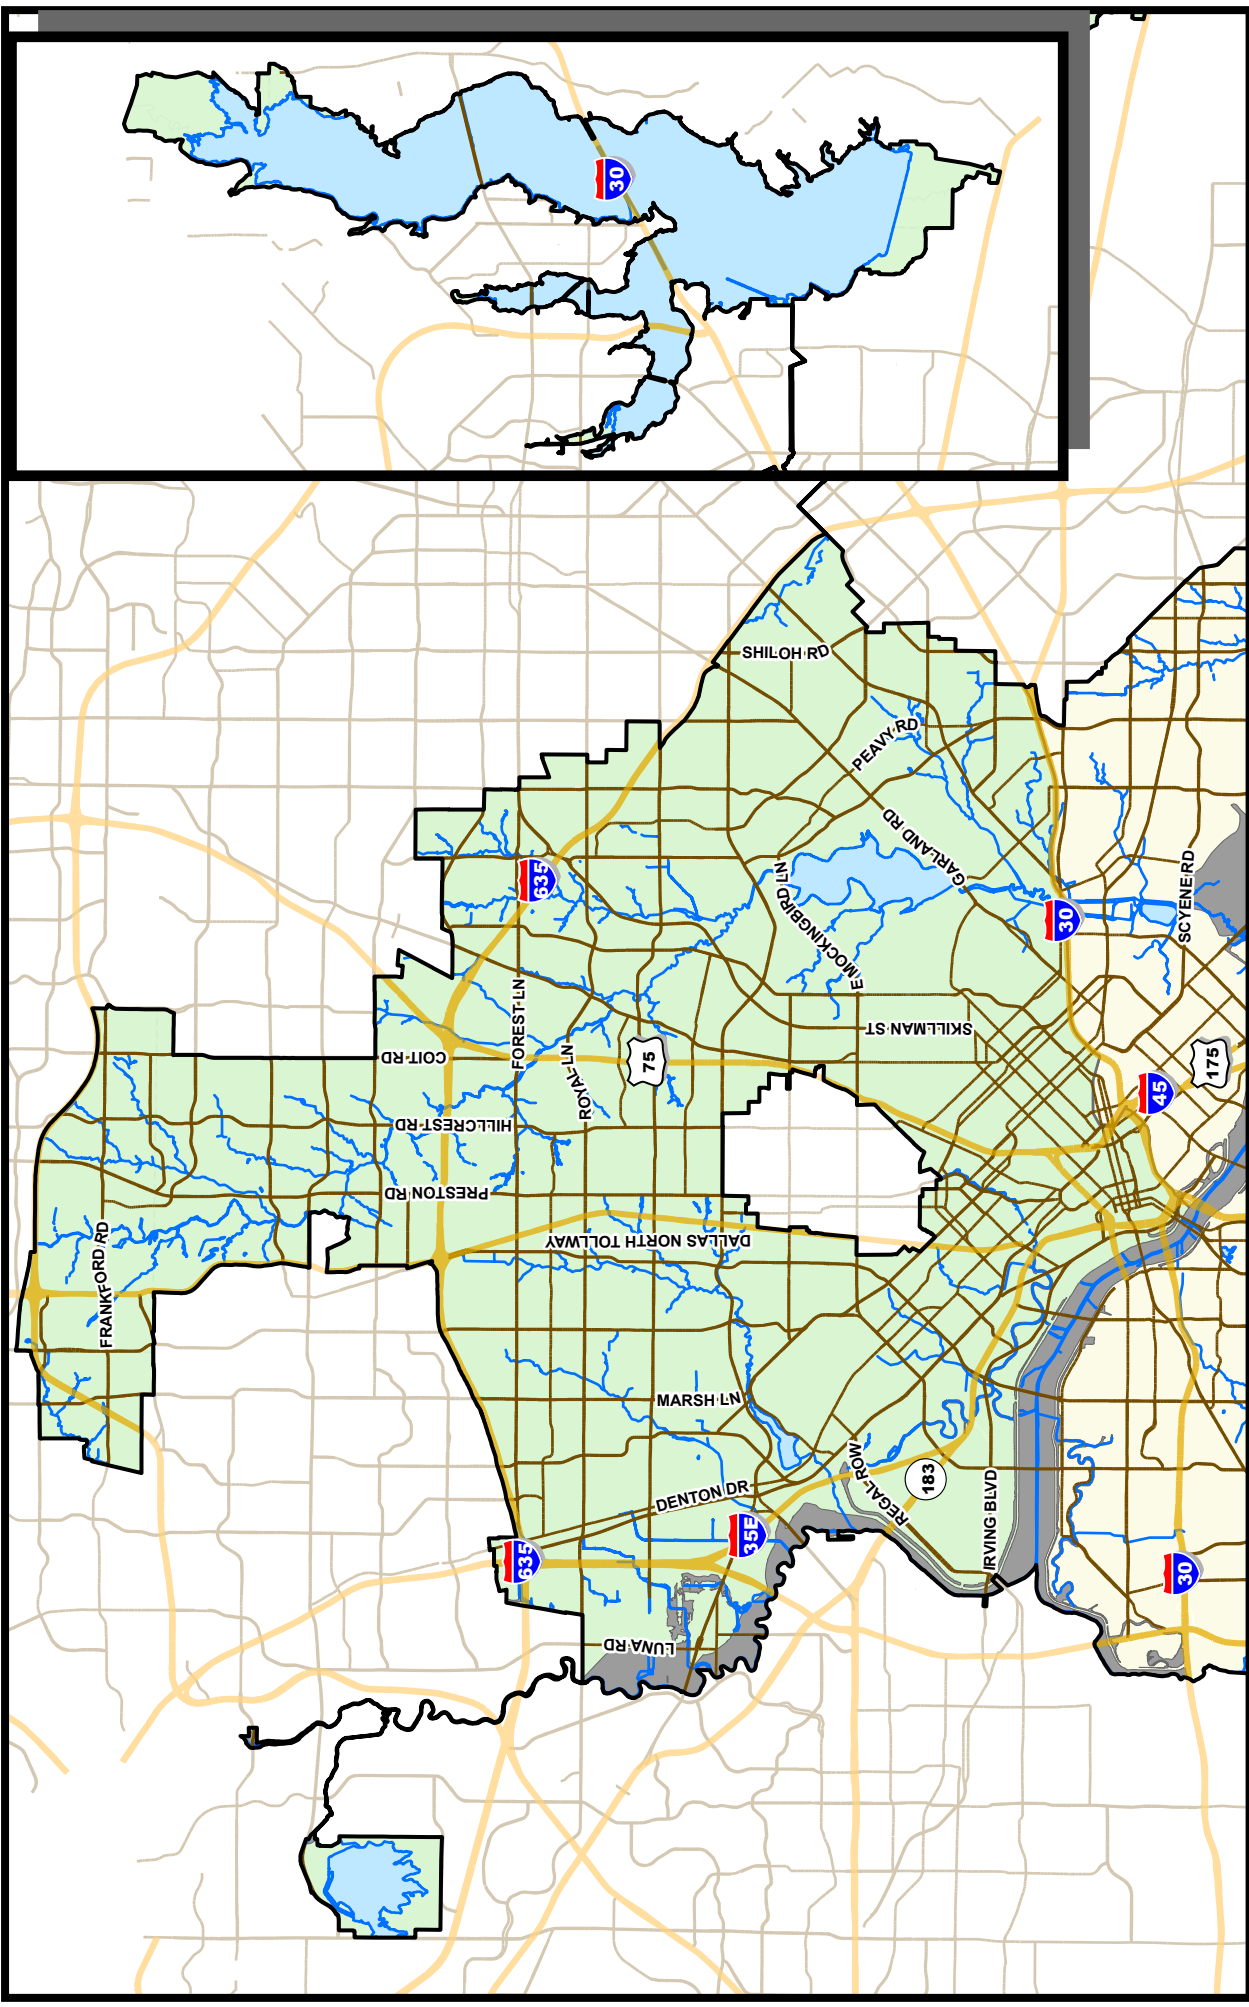 30
SHILOH RD
PEAVY RD
GARLAND RD
635
E MOCKINGBIRD LN
SCYENE RD
30
FOREST LN
SKILLMAN ST
COIT RD
ROYAL LN
75
175
45
HILLCREST RD
PRESTON RD
FRANKFORD RD
DALLAS NORTH TOLLWAY
MARSH LN
DENTON DR
REGAL ROW
183
IRVING BLVD
35E
635
30
LUNA RD